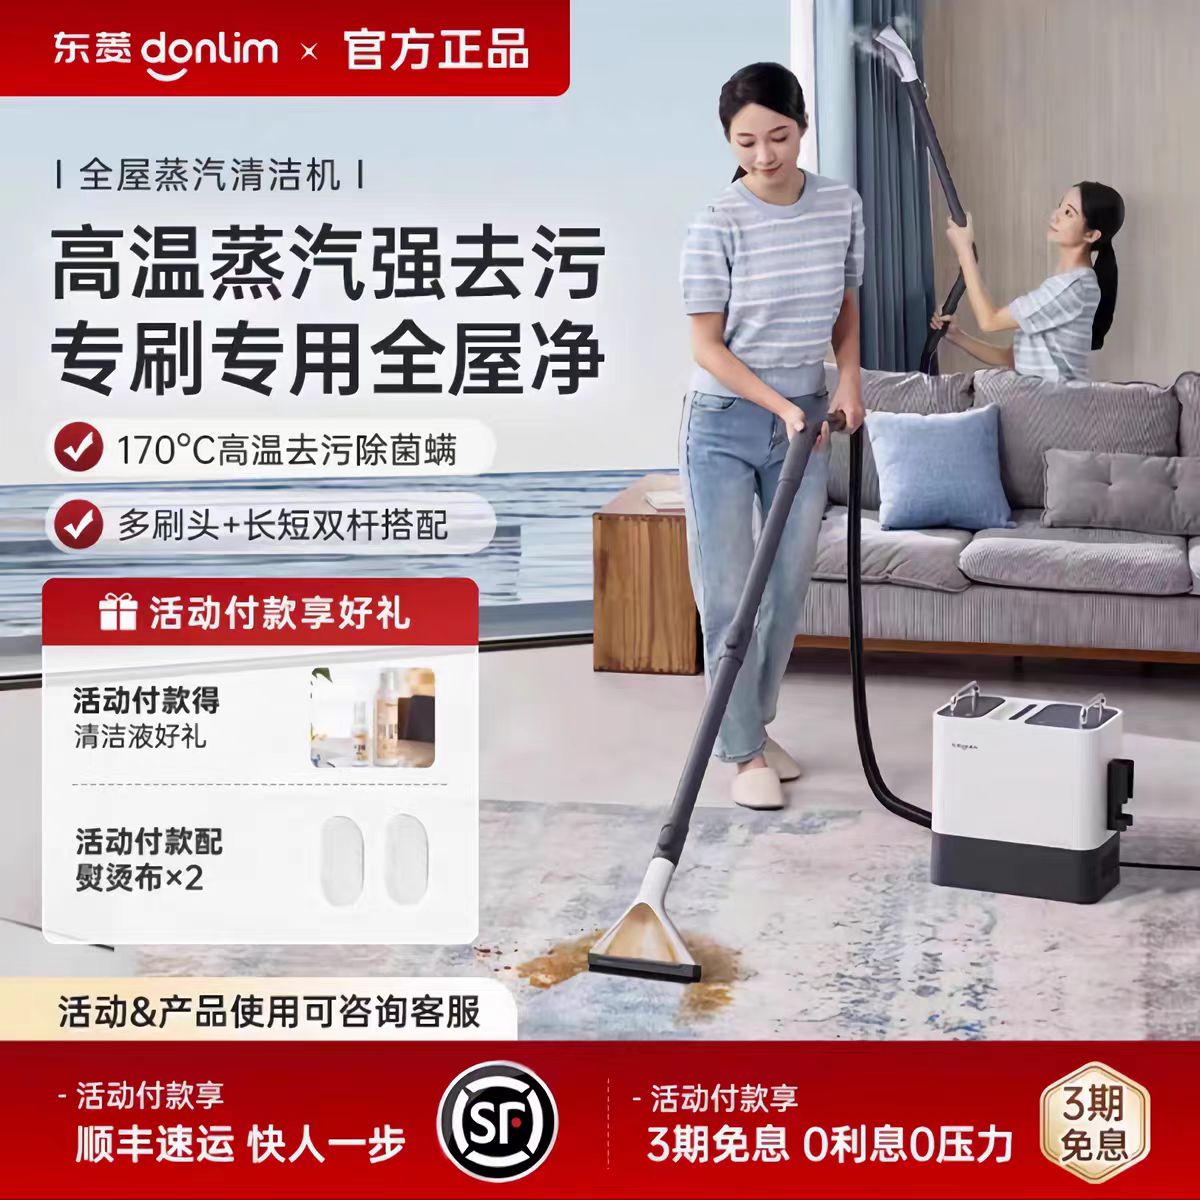 东菱 donlim × 官方正品
全屋蒸汽清洁机
高温蒸汽强去污
专刷专用全屋净
170°C高温去污除菌螨
多刷头+长短双杆搭配
活动付款享好礼
活动付款得
清洁液好礼
活动付款配
熨烫布×2
活动&产品使用可咨询客服
- 活动付款享
顺丰速运 快人一步
SF
- 活动付款享
3期免息 0利息0压力
3期
免息